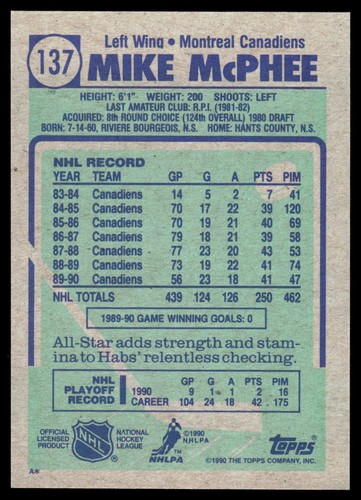 137
Left Wing • Montreal Canadiens
MIKE McPHEE
HEIGHT: 6'1" WEIGHT: 200 SHOOTS: LEFT
LAST AMATEUR CLUB: R.P.I. (1981-82)
ACQUIRED: 8th ROUND CHOICE (124th OVERALL) 1980 DRAFT
BORN: 7-14-60, RIVIERE BOURGEOIS, N.S. HOME: HANTS COUNTY, N.S.
NHL RECORD
YEAR TEAM GP G A PTS PIM
83-84 Canadiens 14 5 2 7 41
84-85 Canadiens 70 17 22 39 120
85-86 Canadiens 70 19 21 40 69
86-87 Canadiens 79 18 21 39 58
87-88 Canadiens 77 23 20 43 53
88-89 Canadiens 73 19 22 41 74
89-90 Canadiens 56 23 18 41 47
NHL TOTALS 439 124 126 250 462
1989-90 GAME WINNING GOALS: 0
All-Star adds strength and stam-
ina to Habs' relentless checking.
NHL PLAYOFF RECORD
GP G A PTS PIM
1990 9 1 1 2 16
CAREER 104 24 18 42 175
OFFICIAL LICENSED PRODUCT
NHL
NATIONAL HOCKEY LEAGUE
©1990 NHLPA
NHLPA
TOPPS
©1990 THE TOPPS COMPANY, INC.
A*